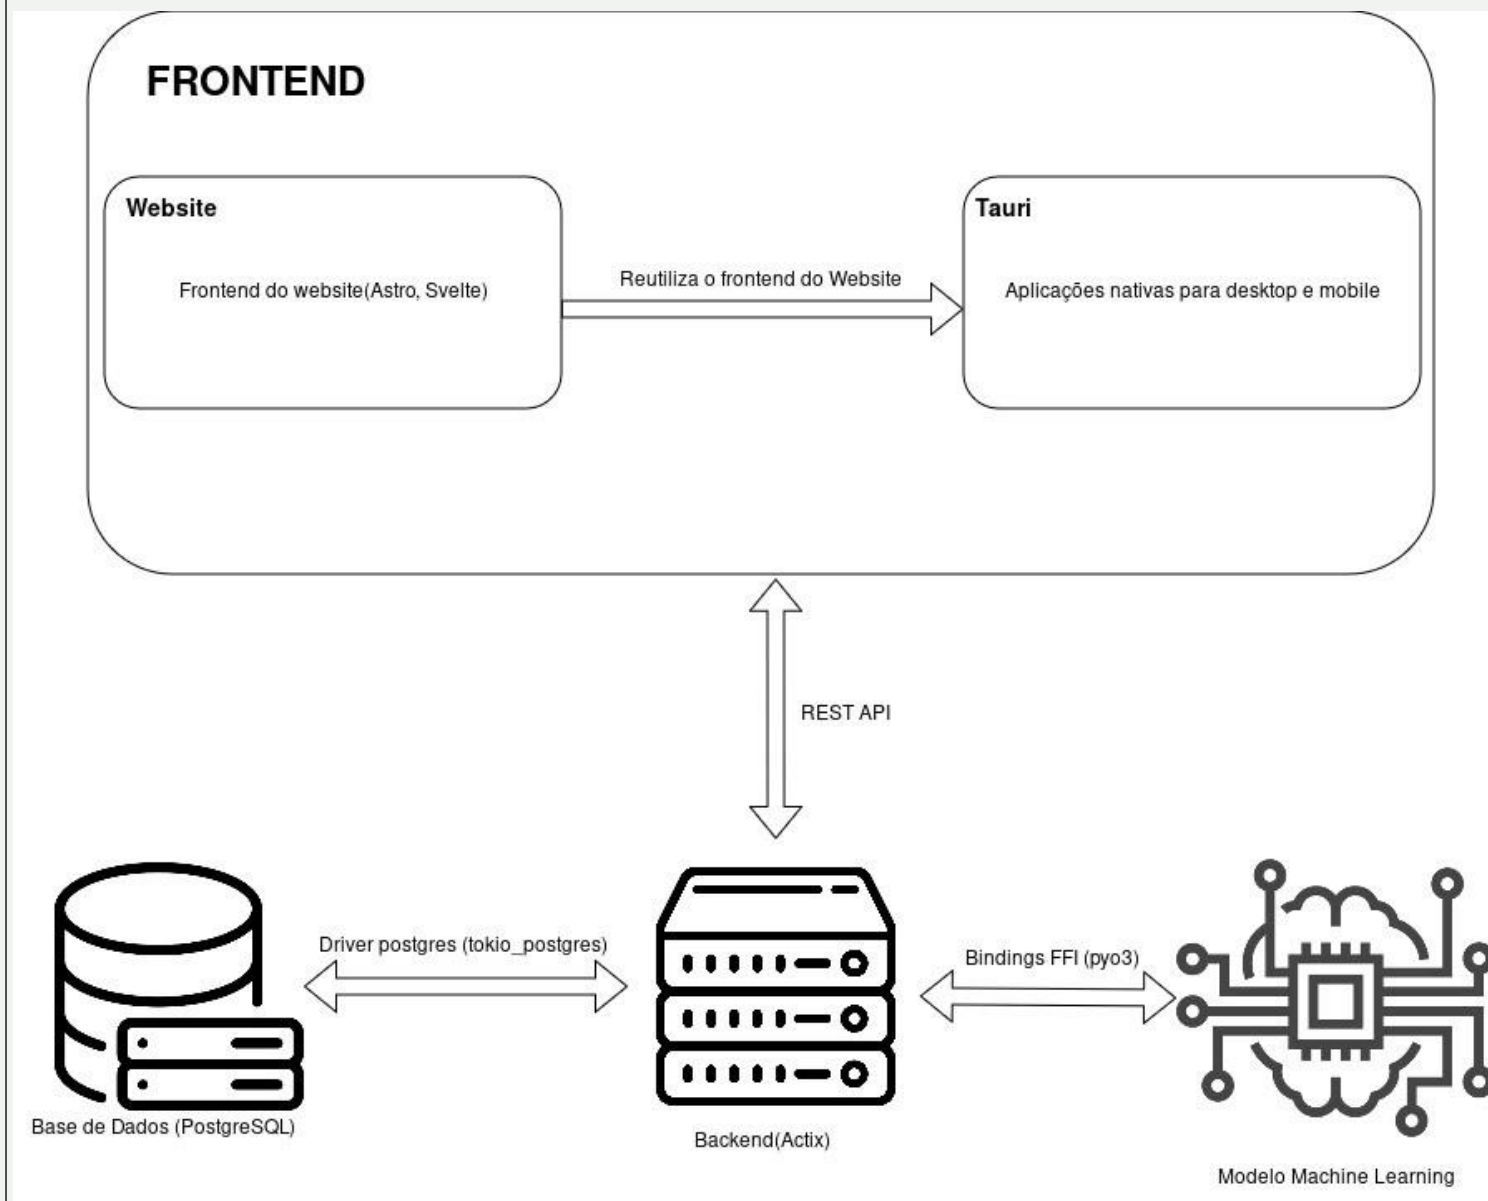 FRONTEND
Website
Tauri
Reutiliza o frontend do Website
Frontend do website(Astro, Svelte)
Aplicações nativas para desktop e mobile
REST API
Driver postgres (tokio_postgres)
Bindings FFI (pyo3)
Base de Dados (PostgreSQL)
Backend(Actix)
Modelo Machine Learning